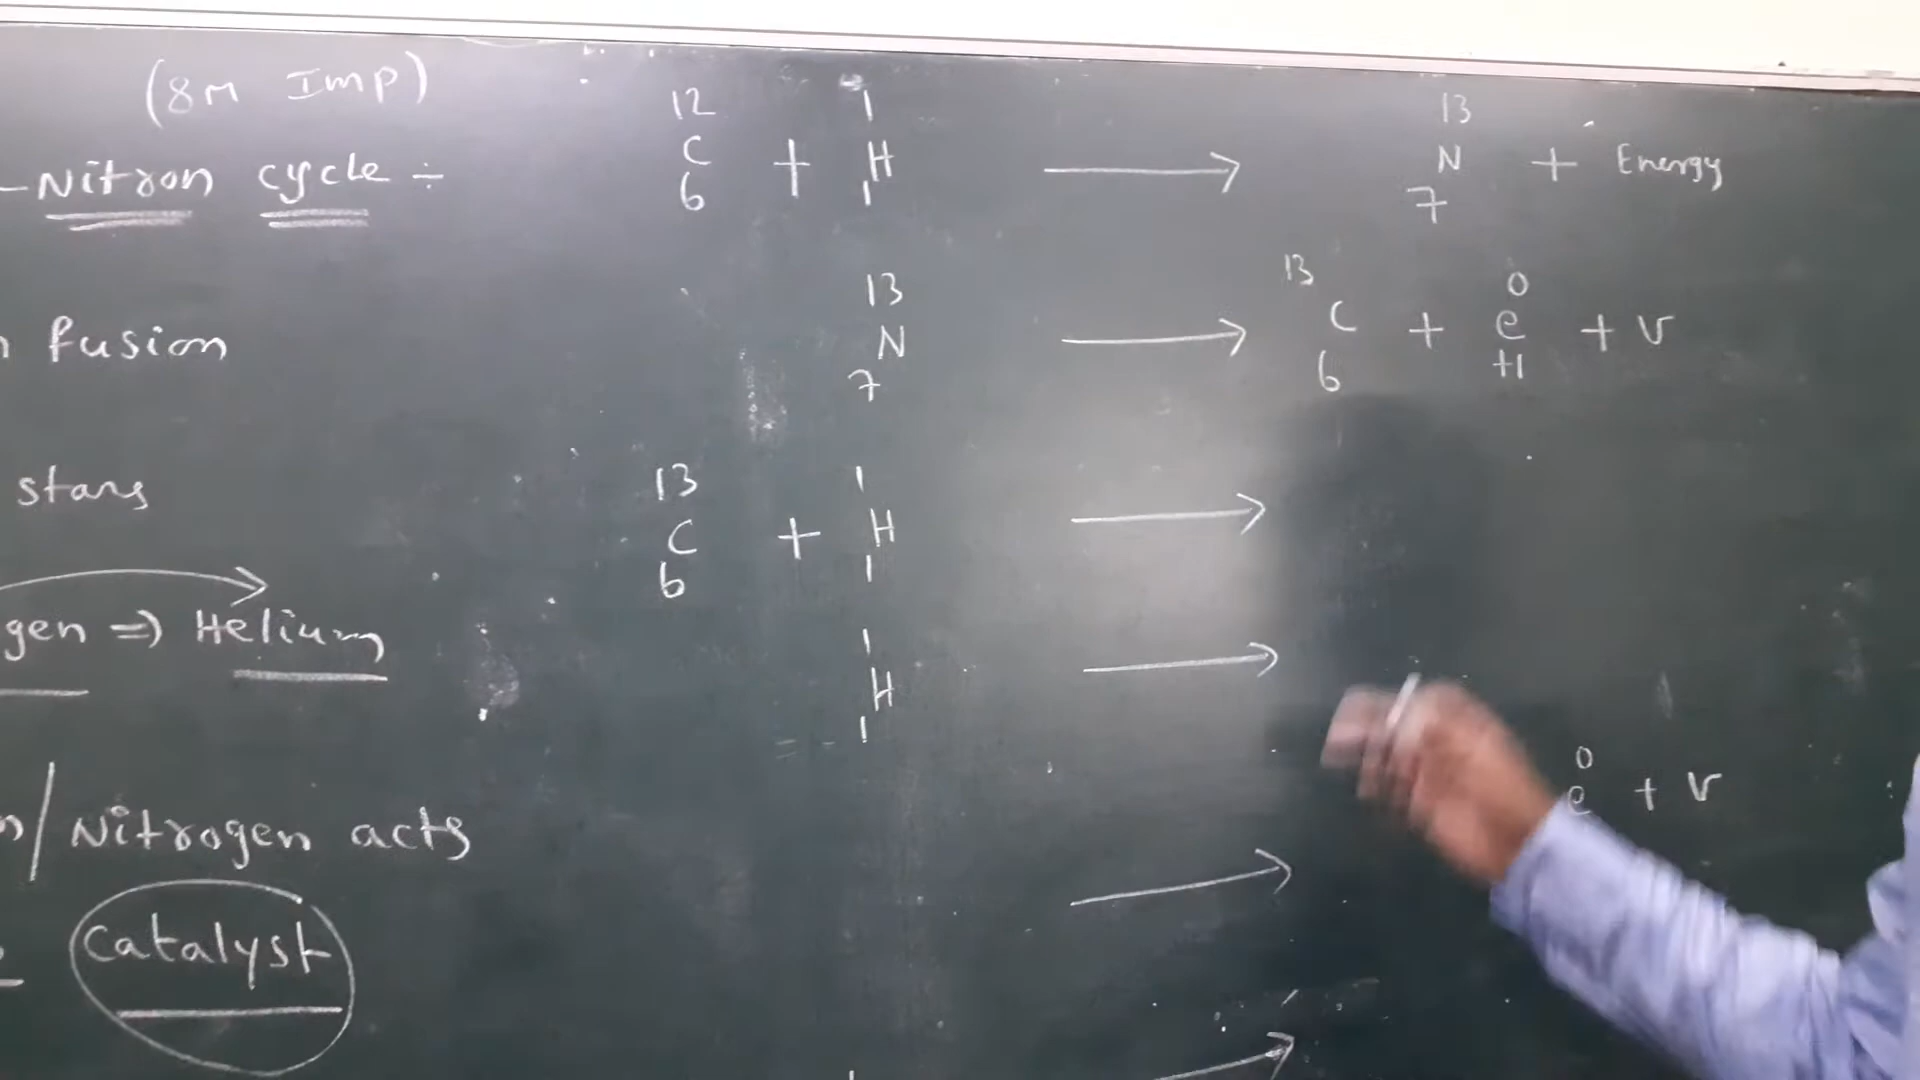 (8M Imp)
-Nitron cycle ÷
fusion
stars
gen ⇒ Helium
/Nitrogen acts
Catalyst
12 1 13
C + H → N + Energy
6 1 7
13 13 0
N → C + e + ν
7 6 +1
13 1
C + H →
6 1
1
H →
1
0
e + ν
→
→